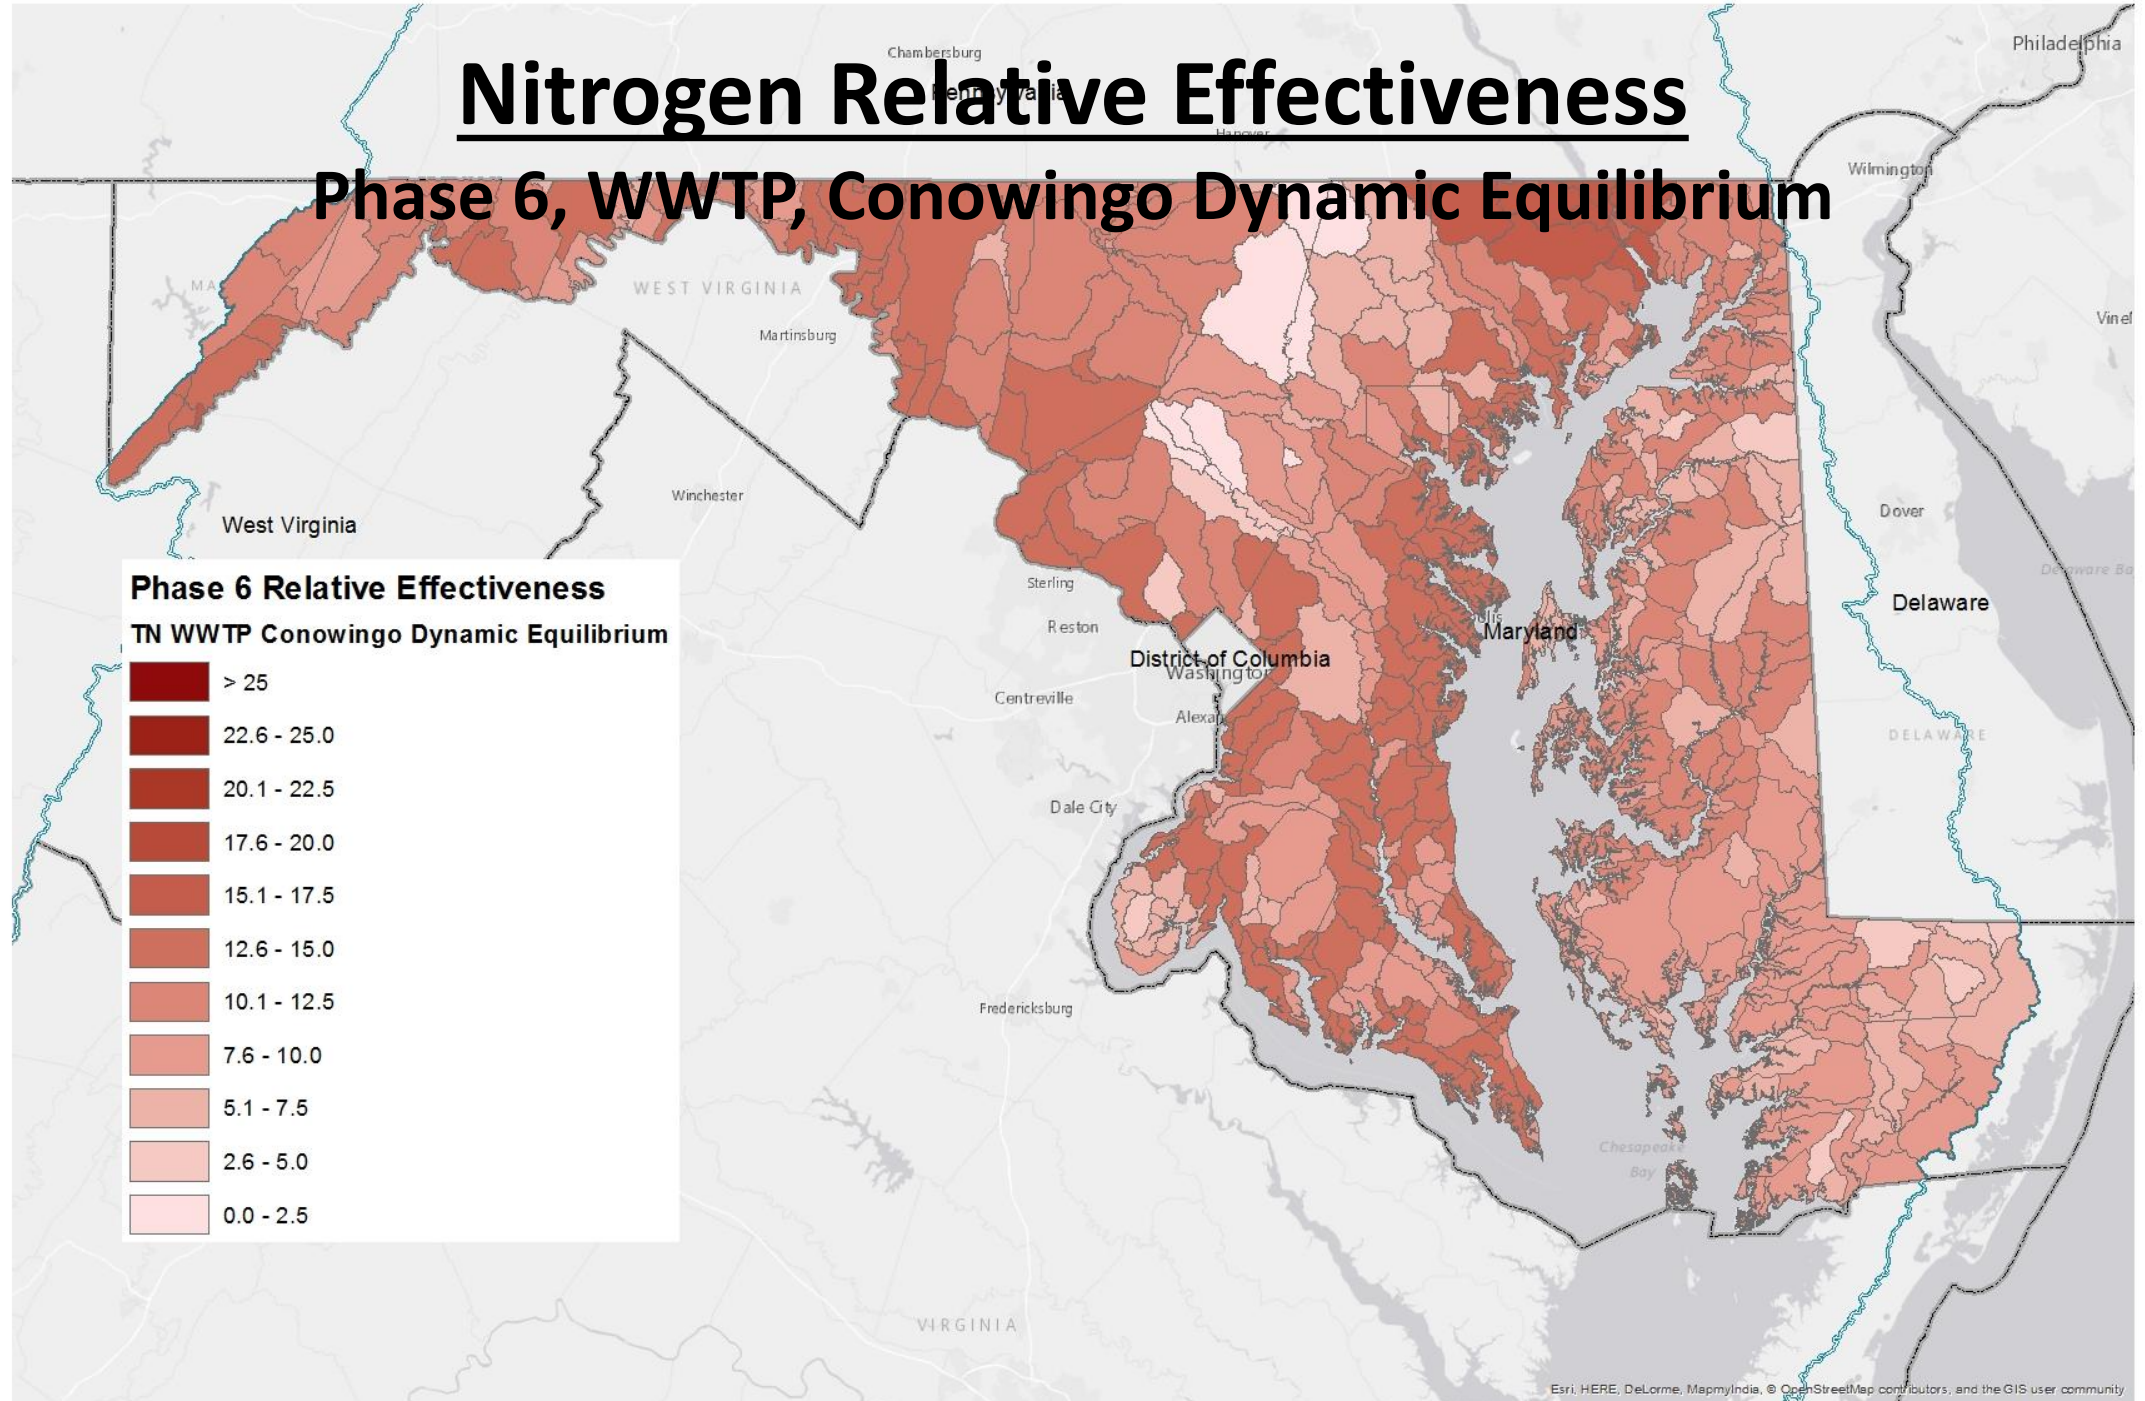 Nitrogen Relative Effectiveness
Phase 6, WWTP, Conowingo Dynamic Equilibrium
Chambersburg
Philadelphia
Hanover
Wilmington
WEST VIRGINIA
Martinsburg
Winchester
West Virginia
Dover
Sterling
Reston
Delaware
Maryland
District of Columbia
Washington
Centreville
DELAWARE
Dale City
Fredericksburg
Chesapeake
Bay
VIRGINIA
Phase 6 Relative Effectiveness
TN WWTP Conowingo Dynamic Equilibrium
> 25
22.6 - 25.0
20.1 - 22.5
17.6 - 20.0
15.1 - 17.5
12.6 - 15.0
10.1 - 12.5
7.6 - 10.0
5.1 - 7.5
2.6 - 5.0
0.0 - 2.5
Esri, HERE, DeLorme, MapmyIndia, © OpenStreetMap contributors, and the GIS user community